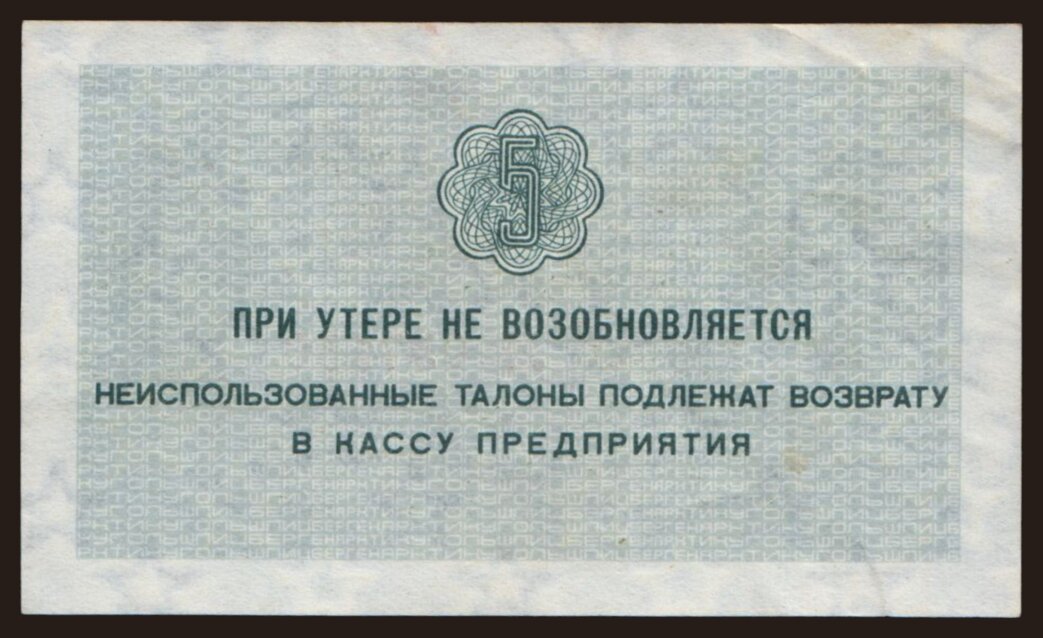 5
ПРИ УТЕРЕ НЕ ВОЗОБНОВЛЯЕТСЯ
НЕИСПОЛЬЗОВАННЫЕ ТАЛОНЫ ПОДЛЕЖАТ ВОЗВРАТУ
В КАССУ ПРЕДПРИЯТИЯ